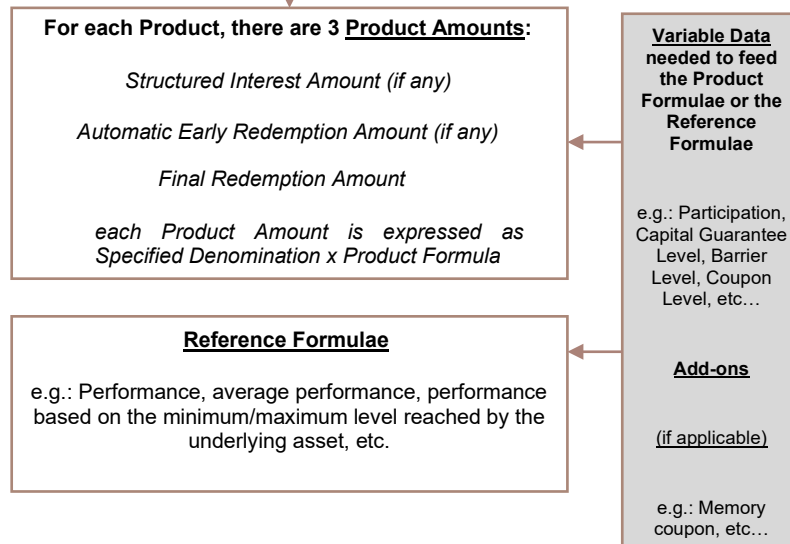 For each Product, there are 3 Product Amounts:
Structured Interest Amount (if any)
Automatic Early Redemption Amount (if any)
Final Redemption Amount
each Product Amount is expressed as
Specified Denomination x Product Formula
Reference Formulae
e.g.: Performance, average performance, performance
based on the minimum/maximum level reached by the
underlying asset, etc.
Variable Data
needed to feed
the Product
Formulae or the
Reference
Formulae
e.g.: Participation,
Capital Guarantee
Level, Barrier
Level, Coupon
Level, etc…
Add-ons
(if applicable)
e.g.: Memory
coupon, etc…